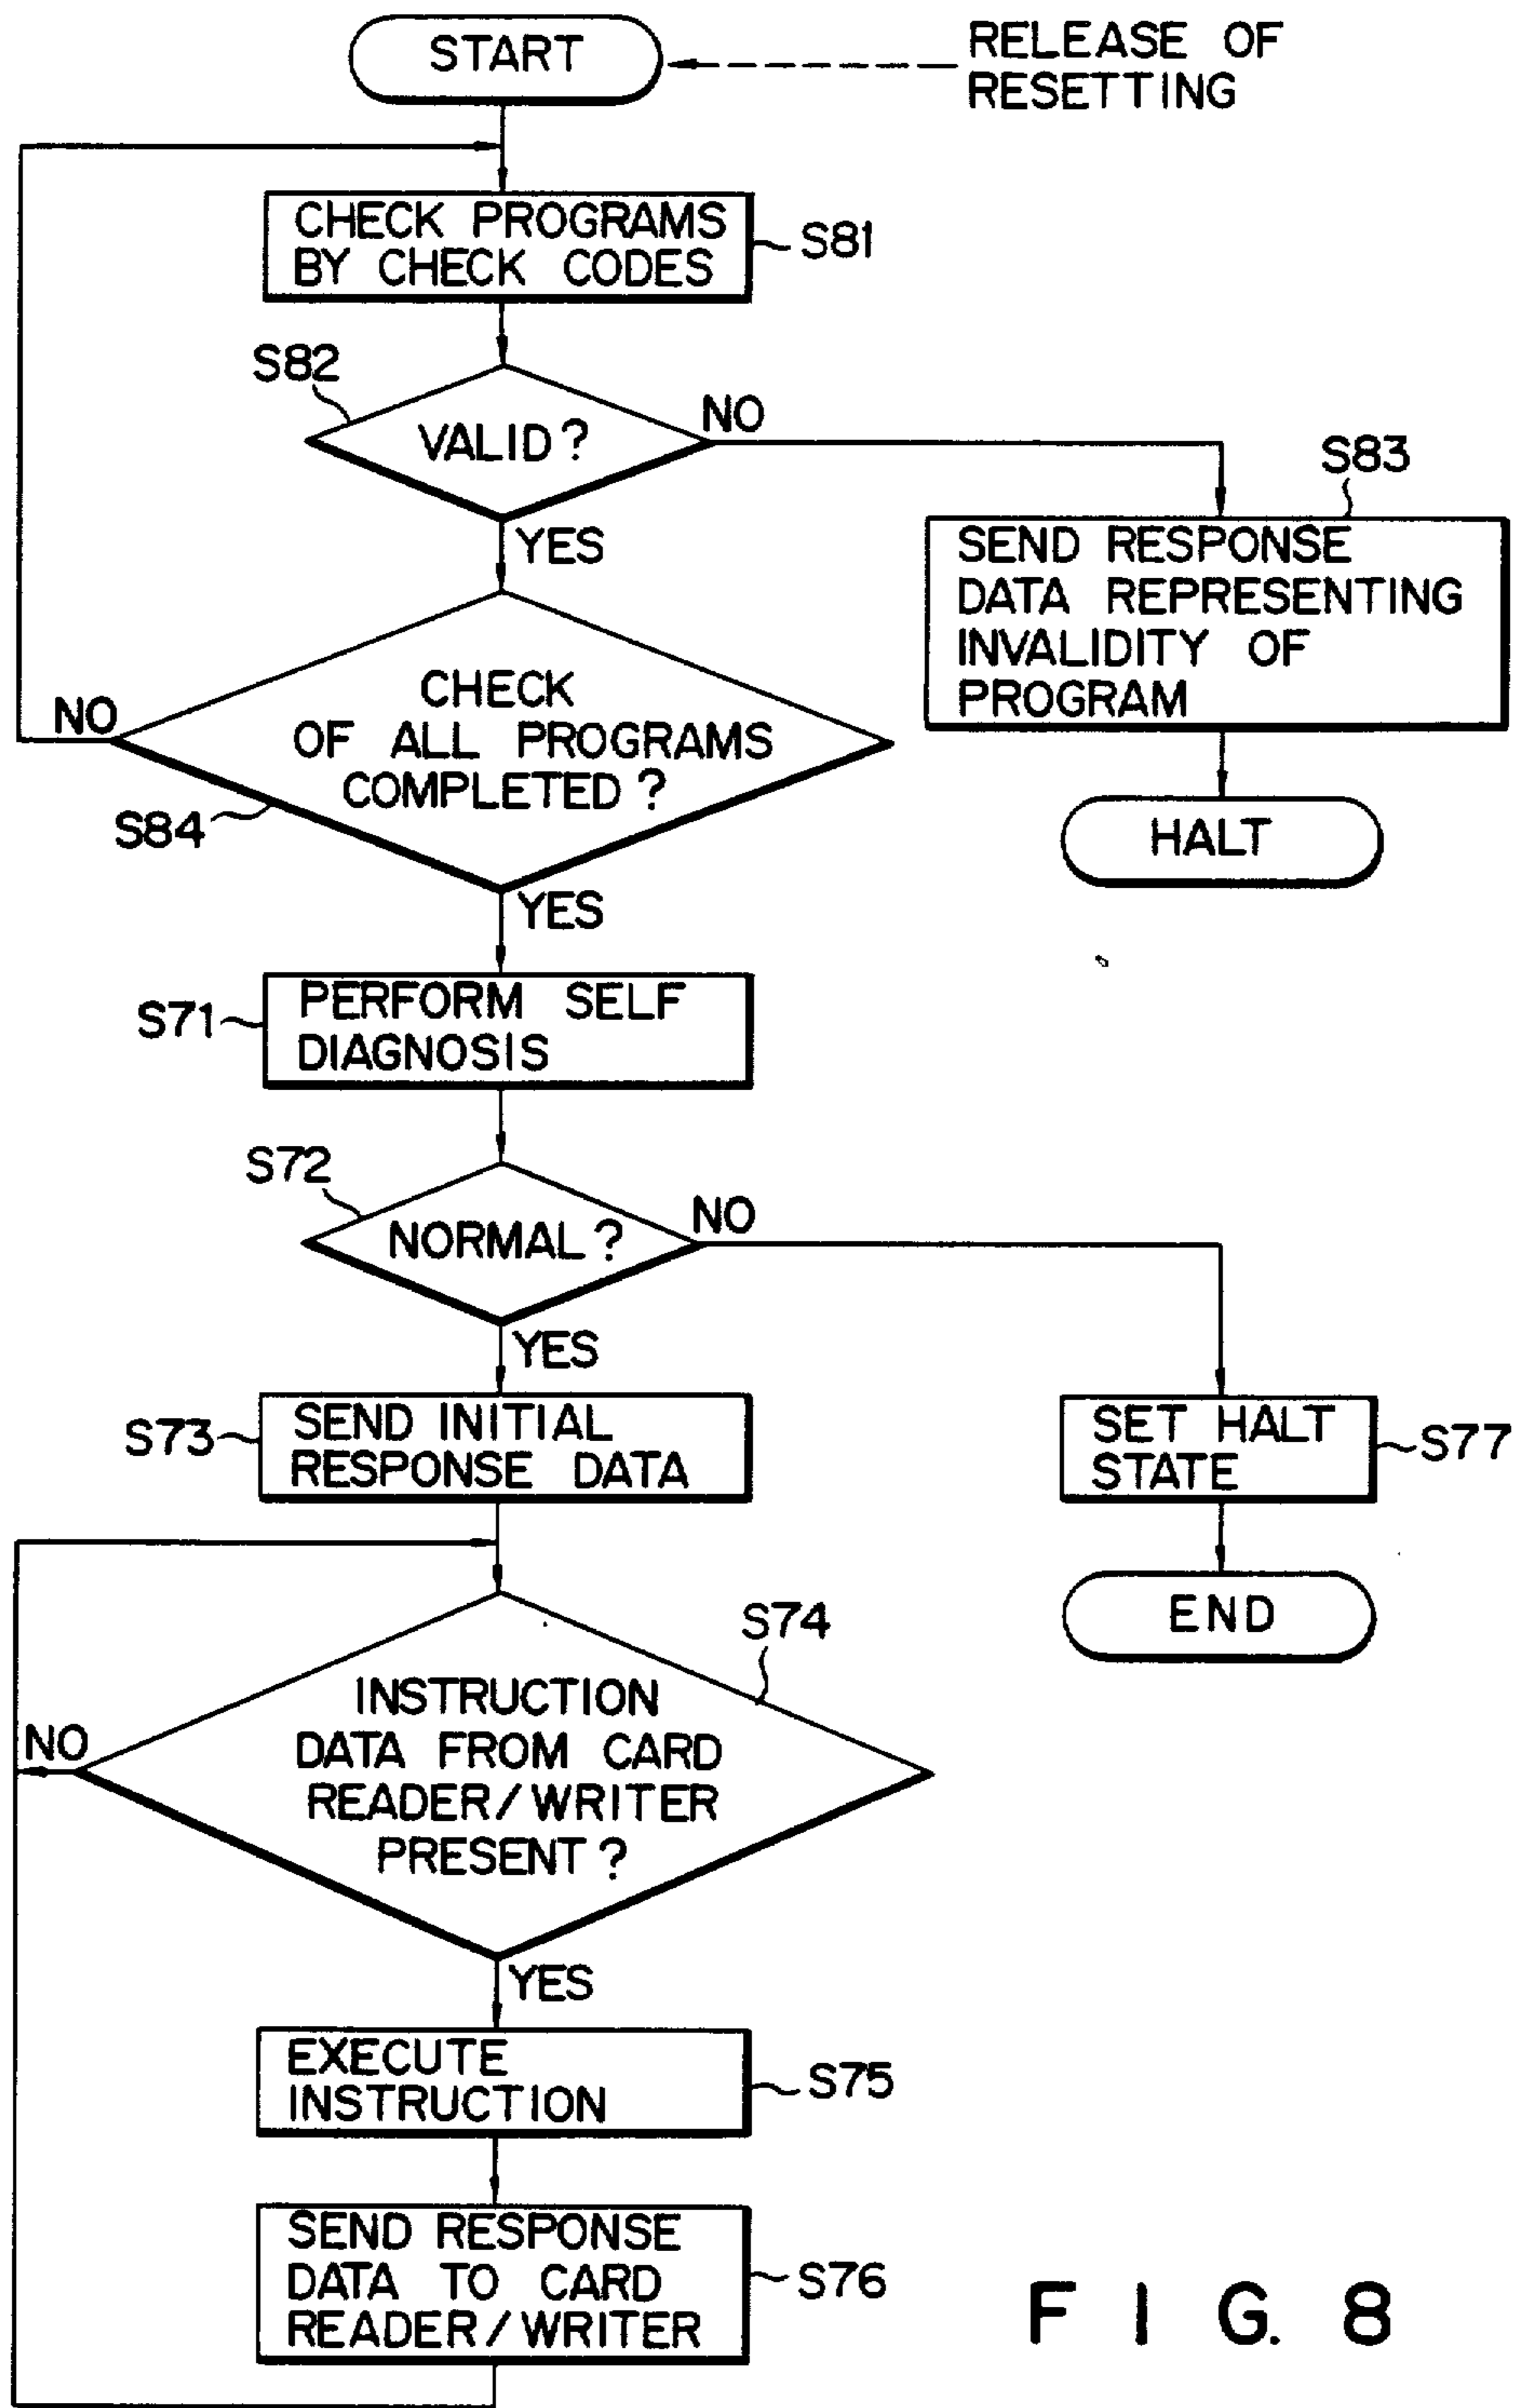 START
RELEASE OF
RESETTING
CHECK PROGRAMS
BY CHECK CODES
S81
S82
VALID?
NO
YES
S83
SEND RESPONSE
DATA REPRESENTING
INVALIDITY OF
PROGRAM
HALT
CHECK
OF ALL PROGRAMS
COMPLETED?
NO
S84
YES
S71
PERFORM SELF
DIAGNOSIS
S72
NORMAL?
NO
YES
S73
SEND INITIAL
RESPONSE DATA
SET HALT
STATE
S77
END
S74
INSTRUCTION
DATA FROM CARD
READER/WRITER
PRESENT?
NO
YES
EXECUTE
INSTRUCTION
S75
SEND RESPONSE
DATA TO CARD
READER/WRITER
S76
FIG. 8